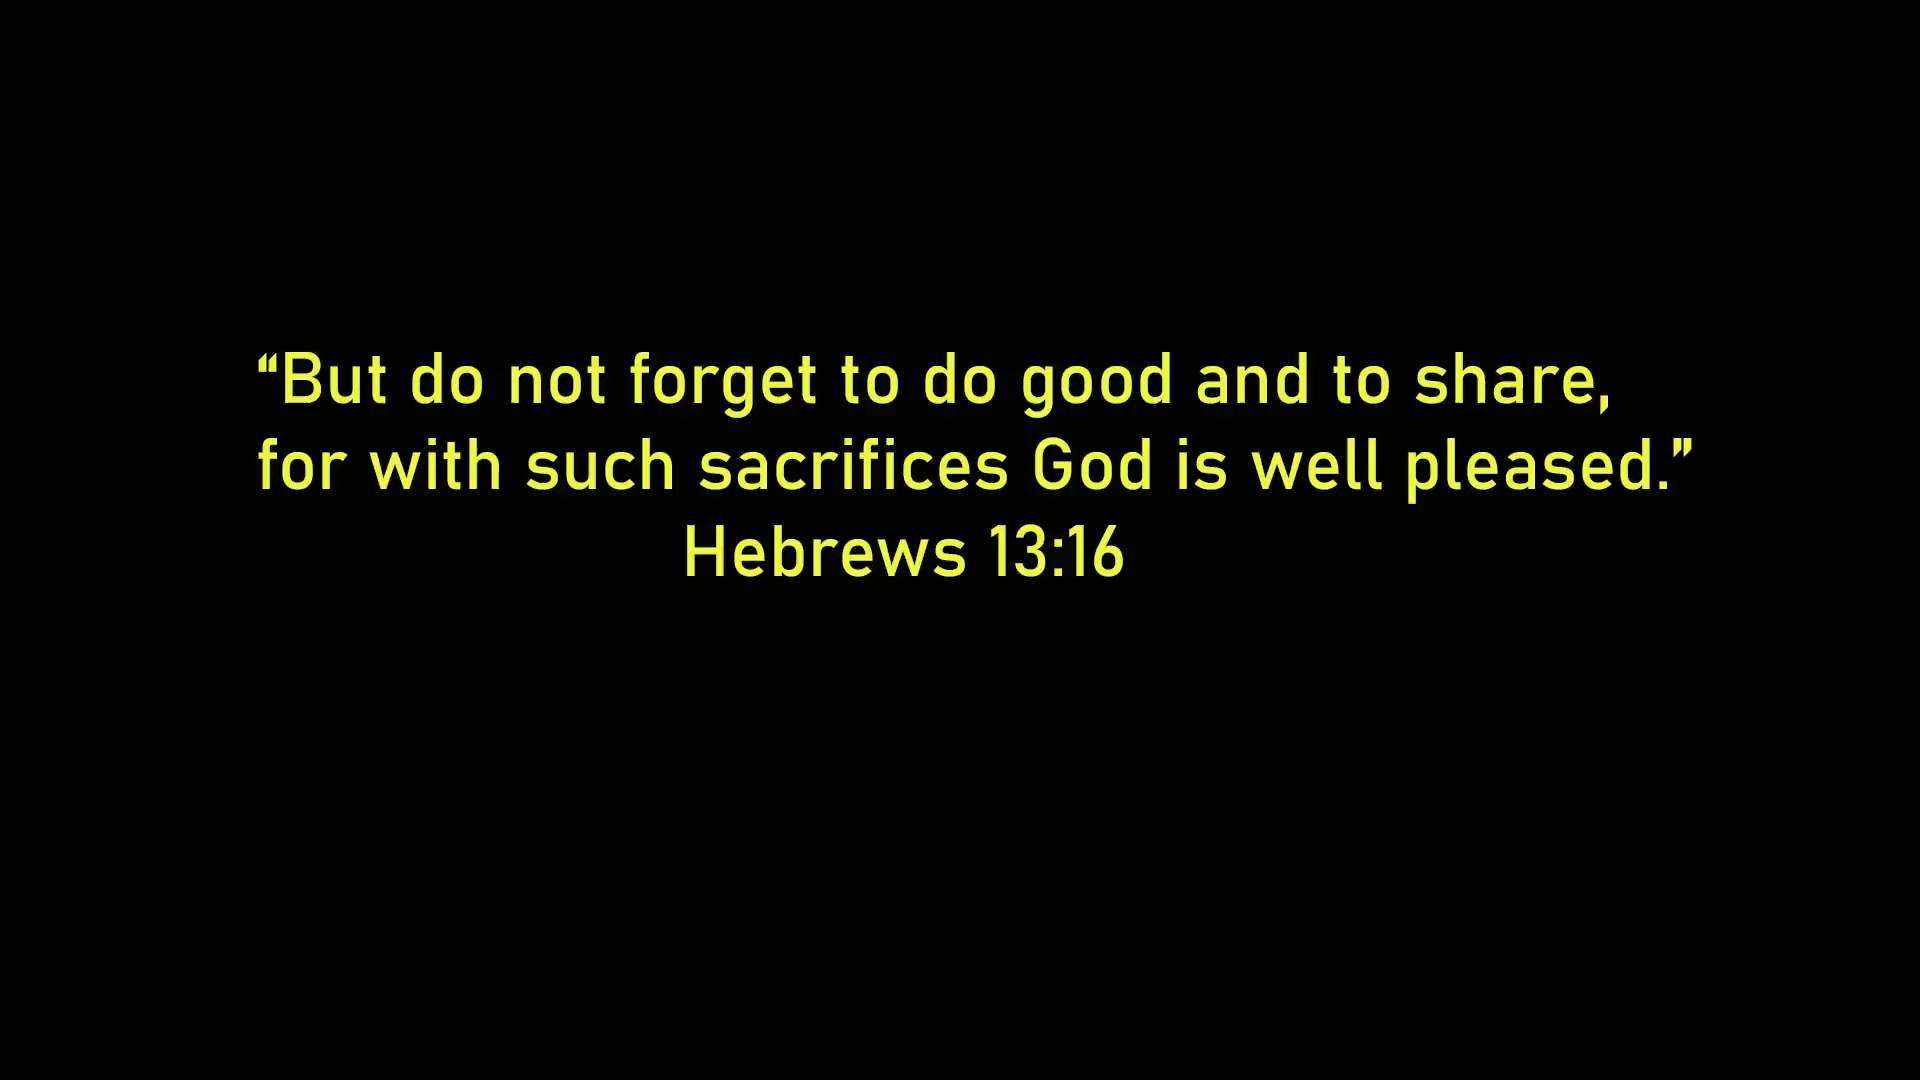 “But do not forget to do good and to share,
for with such sacrifices God is well pleased.”
Hebrews 13:16